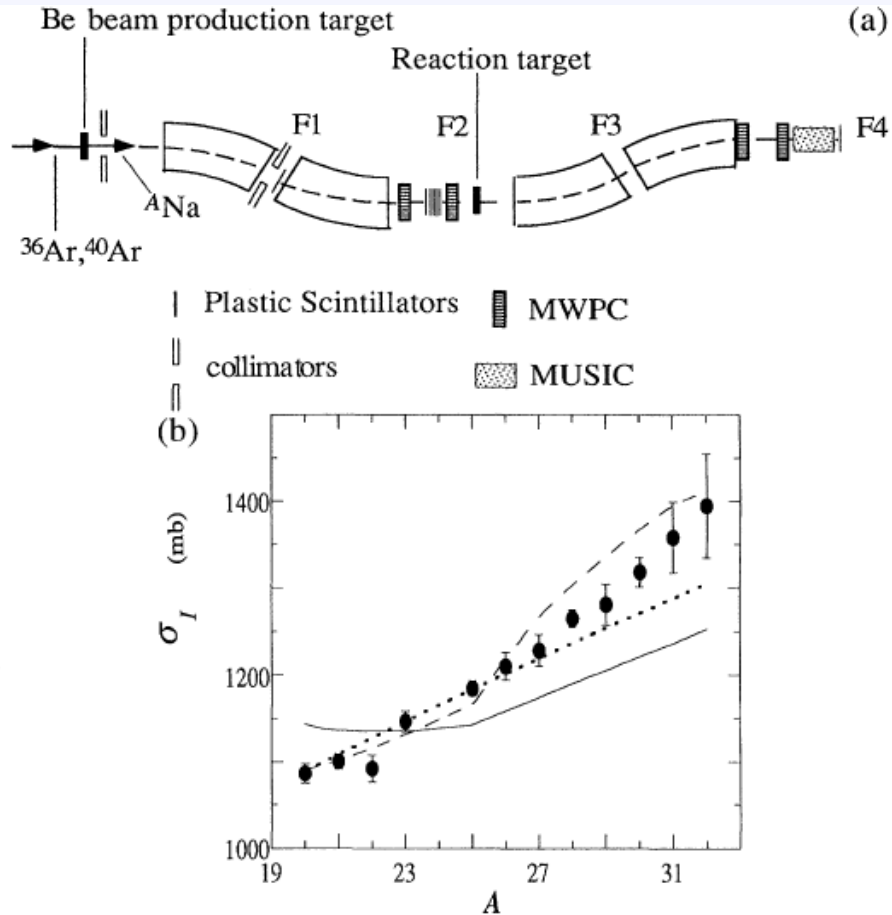 Be beam production target
(a)
Reaction target
F1
F2
F3
F4
ᴬNa
³⁶Ar,⁴⁰Ar
Plastic Scintillators
MWPC
collimators
MUSIC
(b)
1400
(mb)
σ_I
1200
1000
19
23
27
31
A